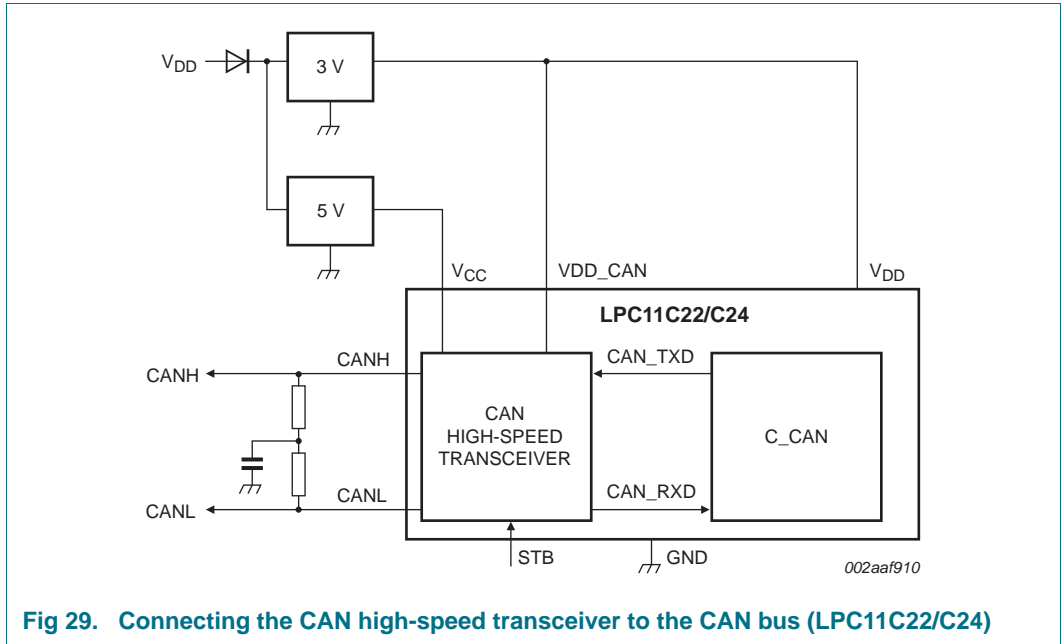 VDD
3 V
5 V
VCC
VDD_CAN
VDD
LPC11C22/C24
CANH
CANH
CAN_TXD
CAN
HIGH-SPEED
TRANSCEIVER
C_CAN
CANL
CANL
CAN_RXD
STB
GND
002aaf910
Fig 29. Connecting the CAN high-speed transceiver to the CAN bus (LPC11C22/C24)